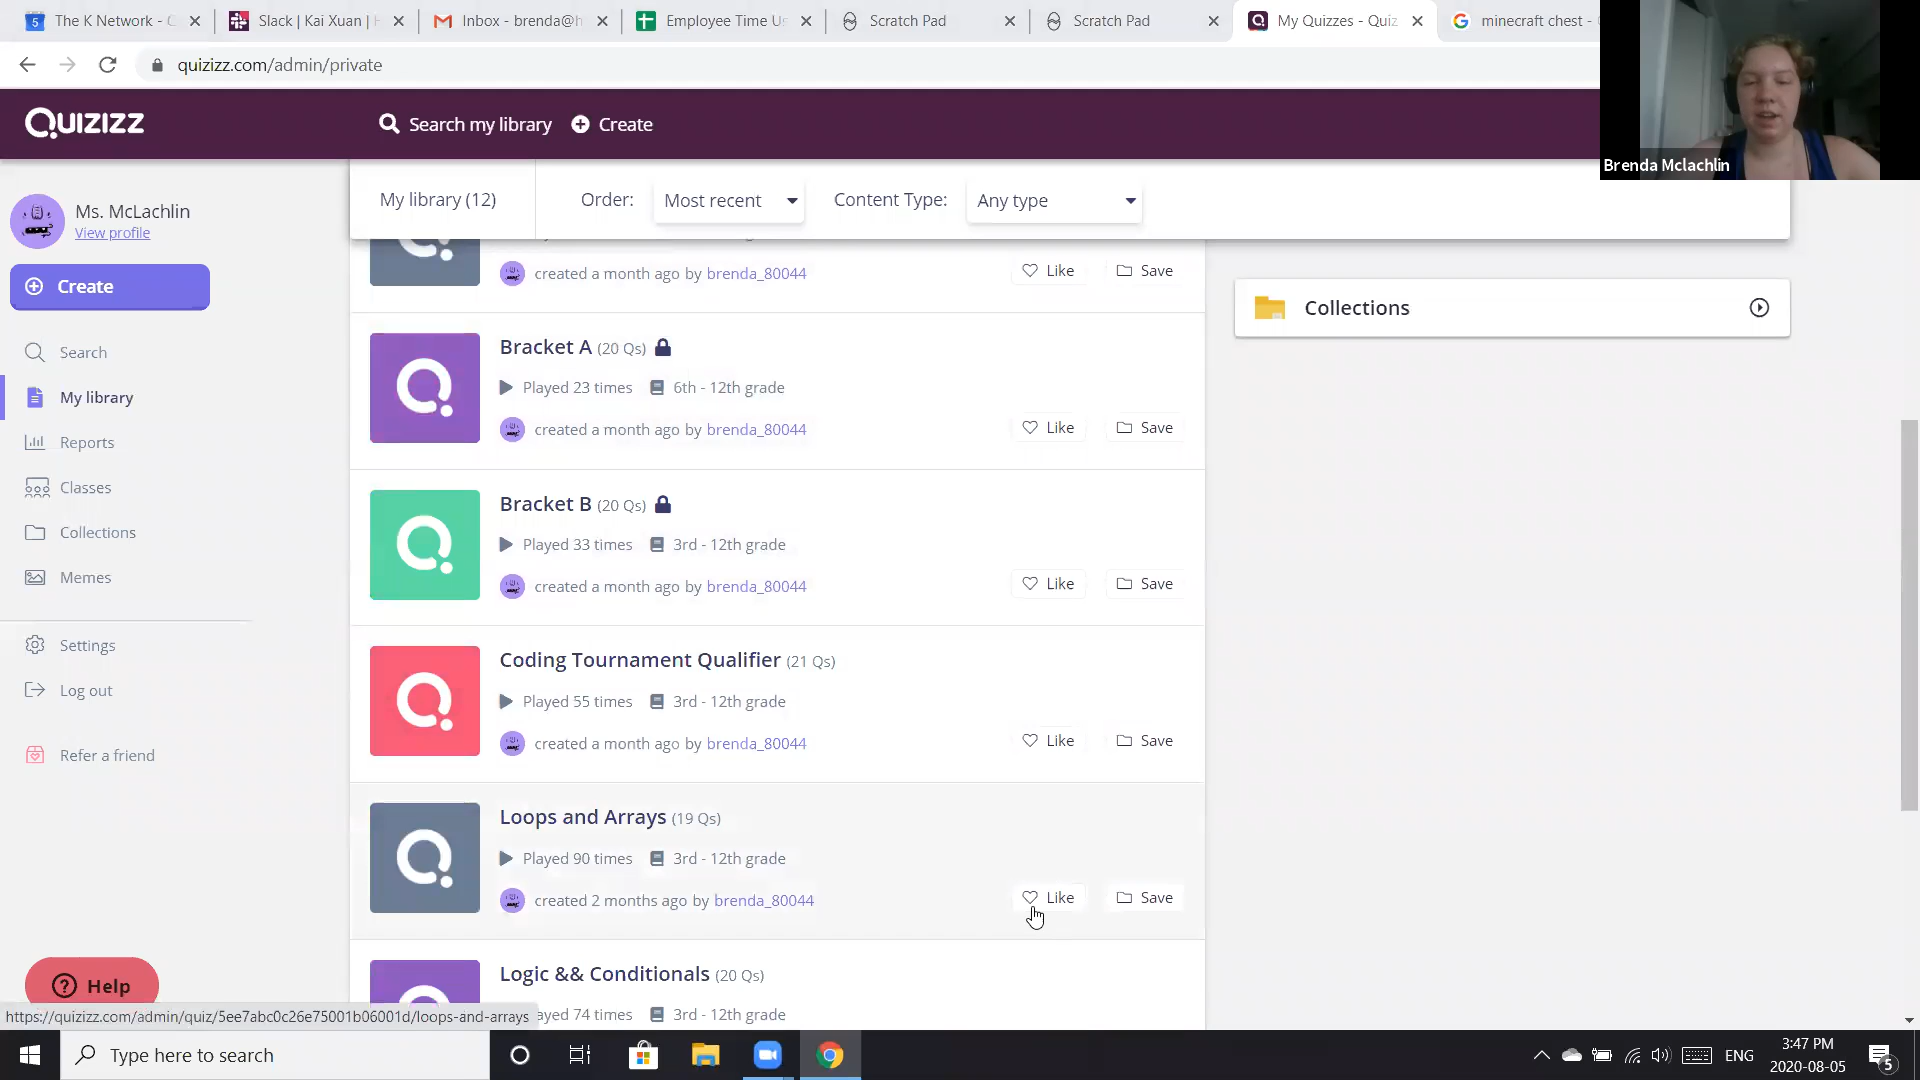 The K Network - C
Slack | Kai Xuan | H
Inbox - brenda@h
Employee Time Us
Scratch Pad
Scratch Pad
My Quizzes - Quiz
minecraft chest -
quizizz.com/admin/private
Quizizz
Search my library
Create
Brenda Mclachlin
My library (12)
Order:
Most recent
Content Type:
Any type
Ms. McLachlin
View profile
Create
Search
My library
Reports
Classes
Collections
Memes
Settings
Log out
Refer a friend
Help
created a month ago by brenda_80044
Like
Save
Bracket A (20 Qs)
Played 23 times 6th - 12th grade
created a month ago by brenda_80044
Like
Save
Bracket B (20 Qs)
Played 33 times 3rd - 12th grade
created a month ago by brenda_80044
Like
Save
Coding Tournament Qualifier (21 Qs)
Played 55 times 3rd - 12th grade
created a month ago by brenda_80044
Like
Save
Loops and Arrays (19 Qs)
Played 90 times 3rd - 12th grade
created 2 months ago by brenda_80044
Like
Save
Logic && Conditionals (20 Qs)
ayed 74 times 3rd - 12th grade
Collections
https://quizizz.com/admin/quiz/5ee7abc0c26e75001b06001d/loops-and-arrays
Type here to search
ENG
3:47 PM
2020-08-05
5